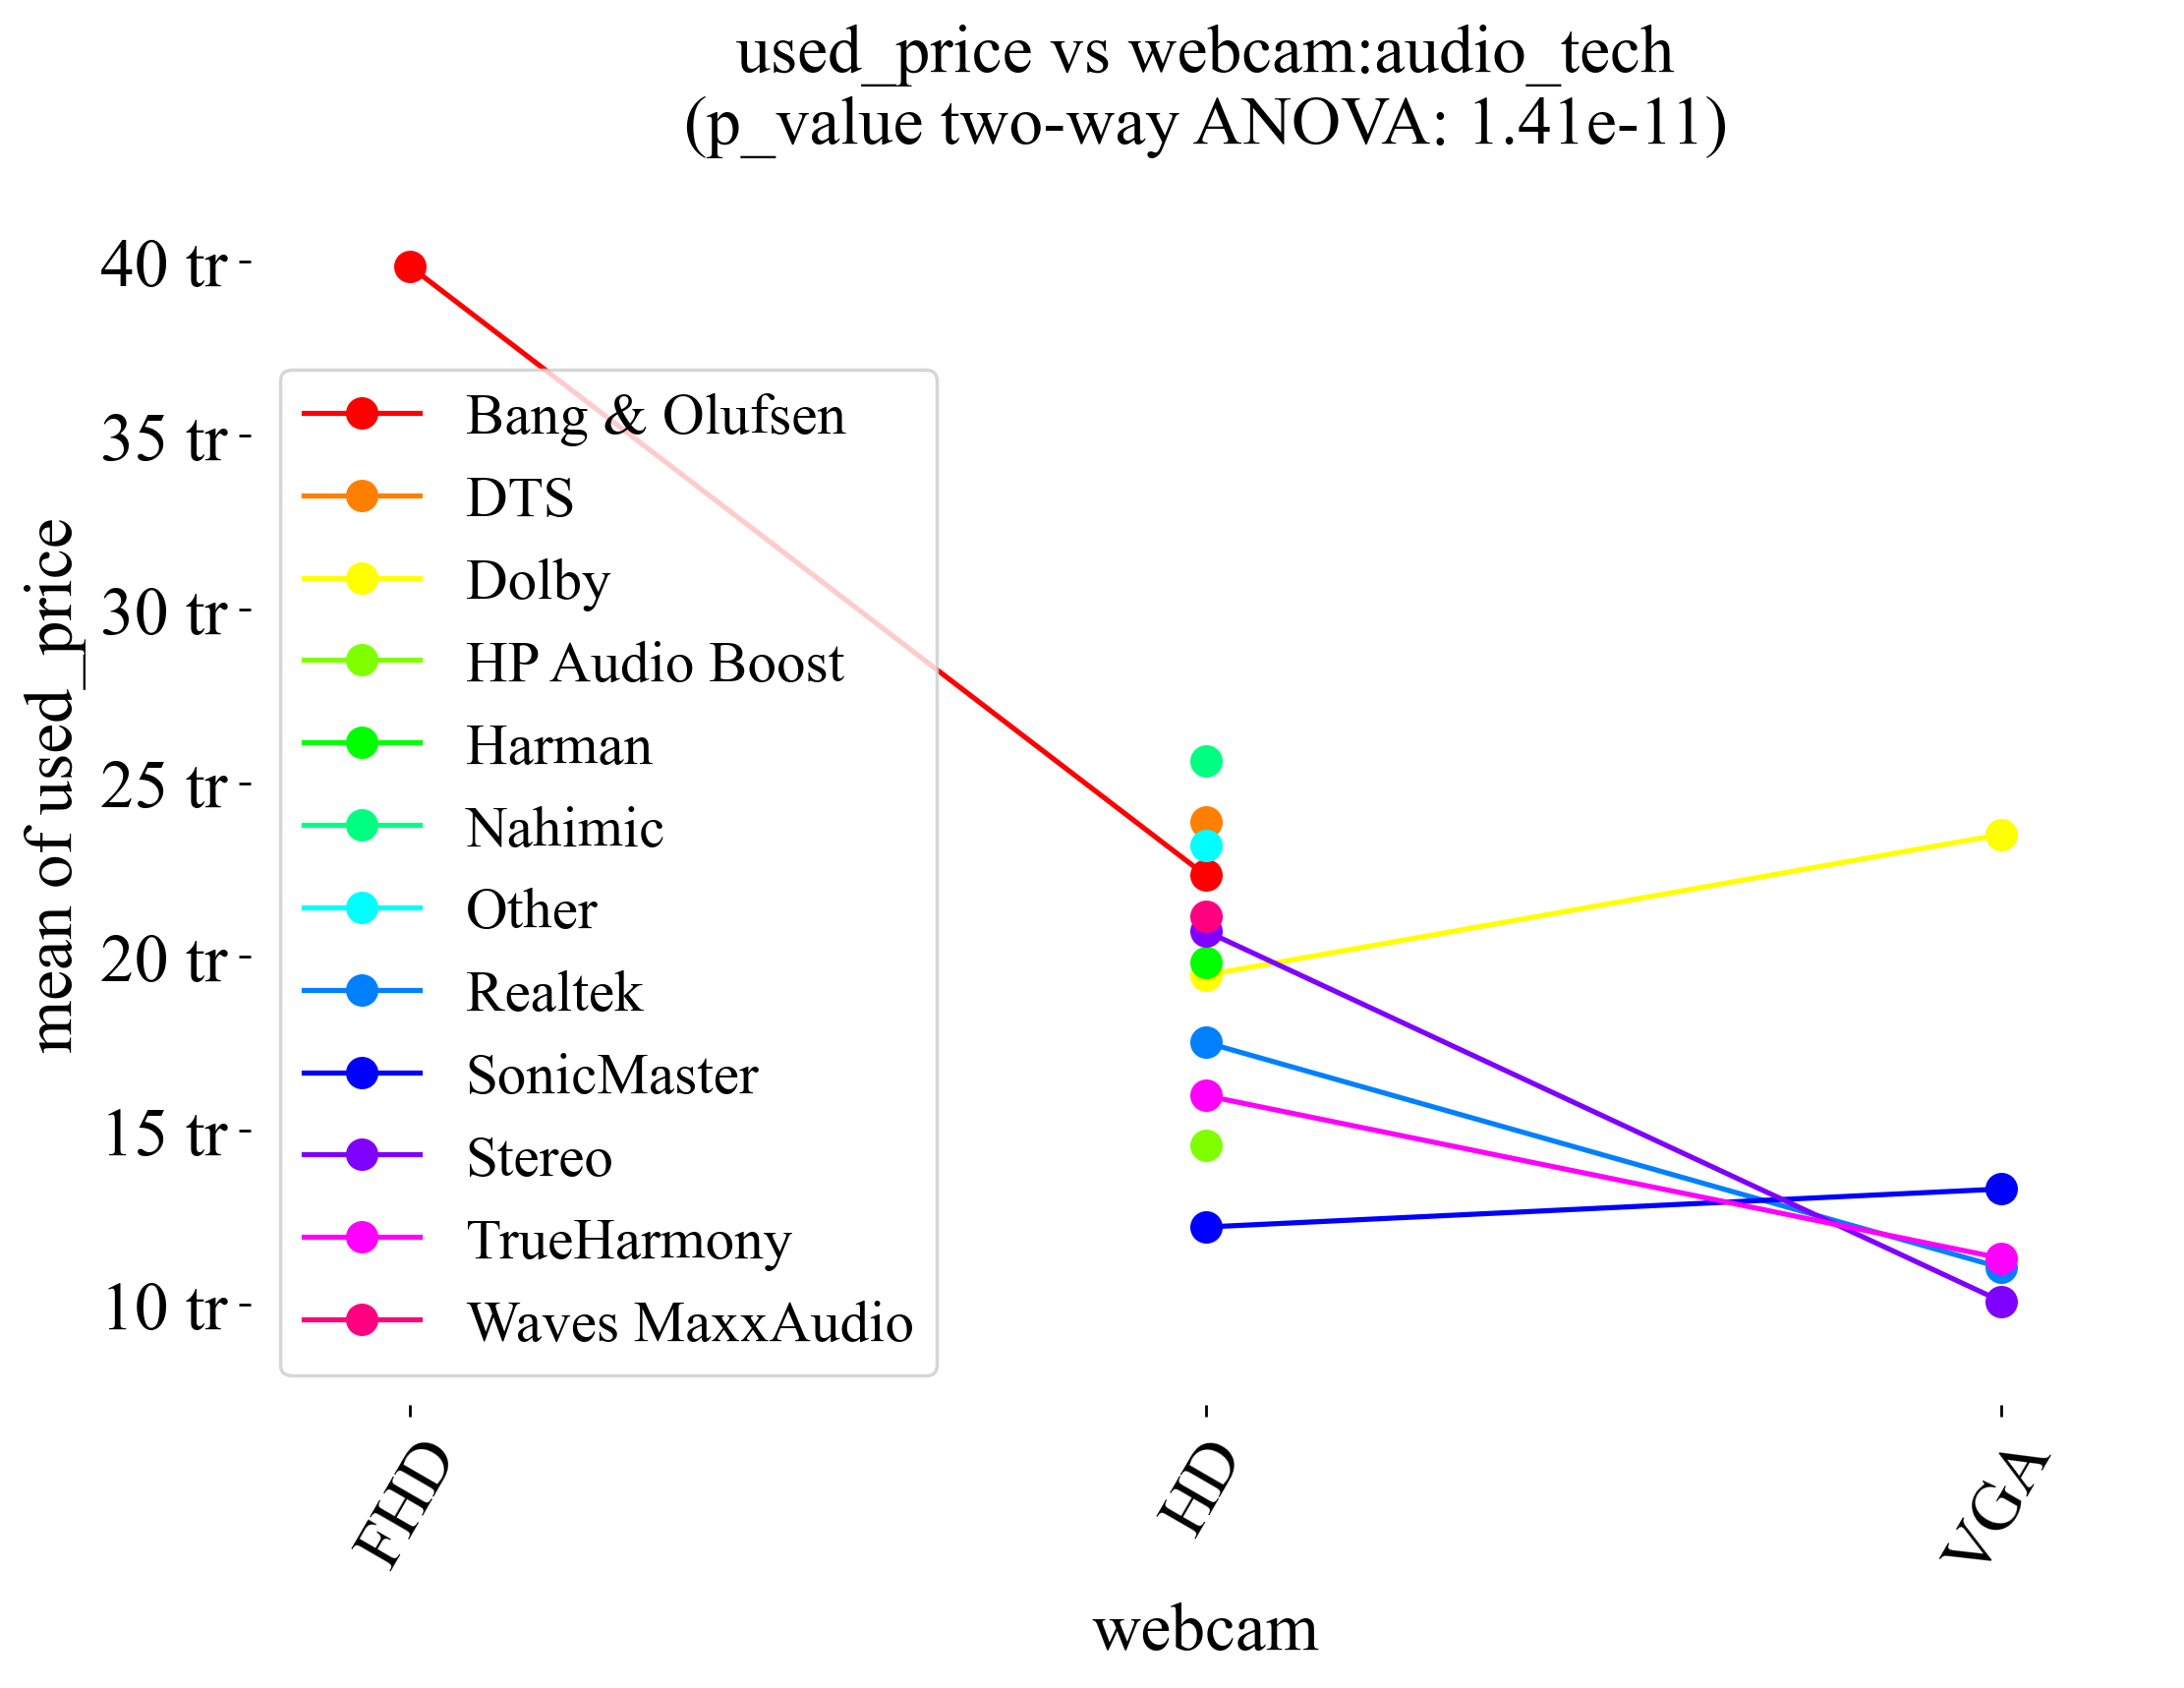 used_price vs webcam:audio_tech
(p_value two-way ANOVA: 1.41e-11)
mean of used_price
40 tr
35 tr
30 tr
25 tr
20 tr
15 tr
10 tr
Bang & Olufsen
DTS
Dolby
HP Audio Boost
Harman
Nahimic
Other
Realtek
SonicMaster
Stereo
TrueHarmony
Waves MaxxAudio
FHD
HD
VGA
webcam